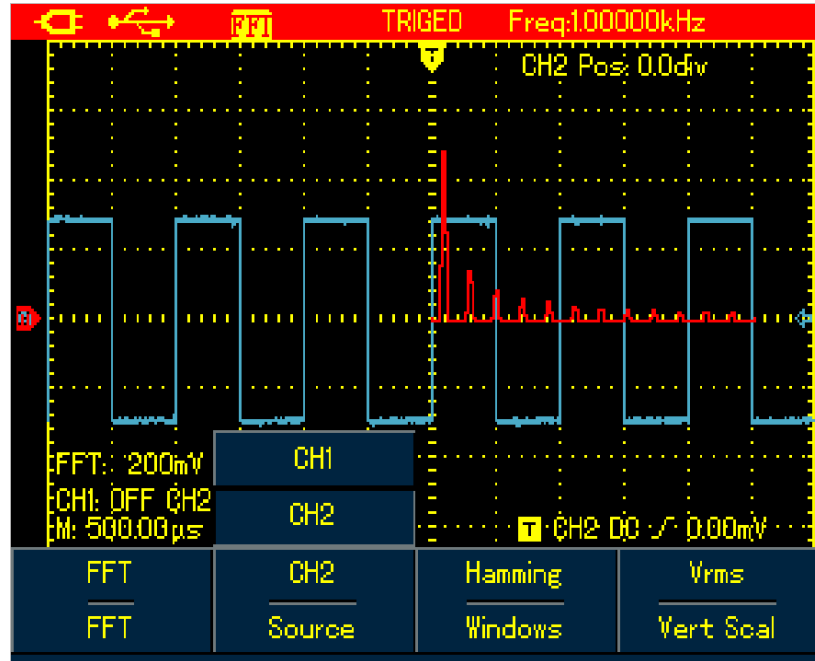 FFT TRIGED Freq:1.00000kHz
T
CH2 Pos: 0.0div
FFT: 200mV
CH1: OFF CH2
M: 500.00µs
CH1
CH2
T CH2 DC 0.00mV
FFT CH2 Hamming Vrms
FFT Source Windows Vert Scal